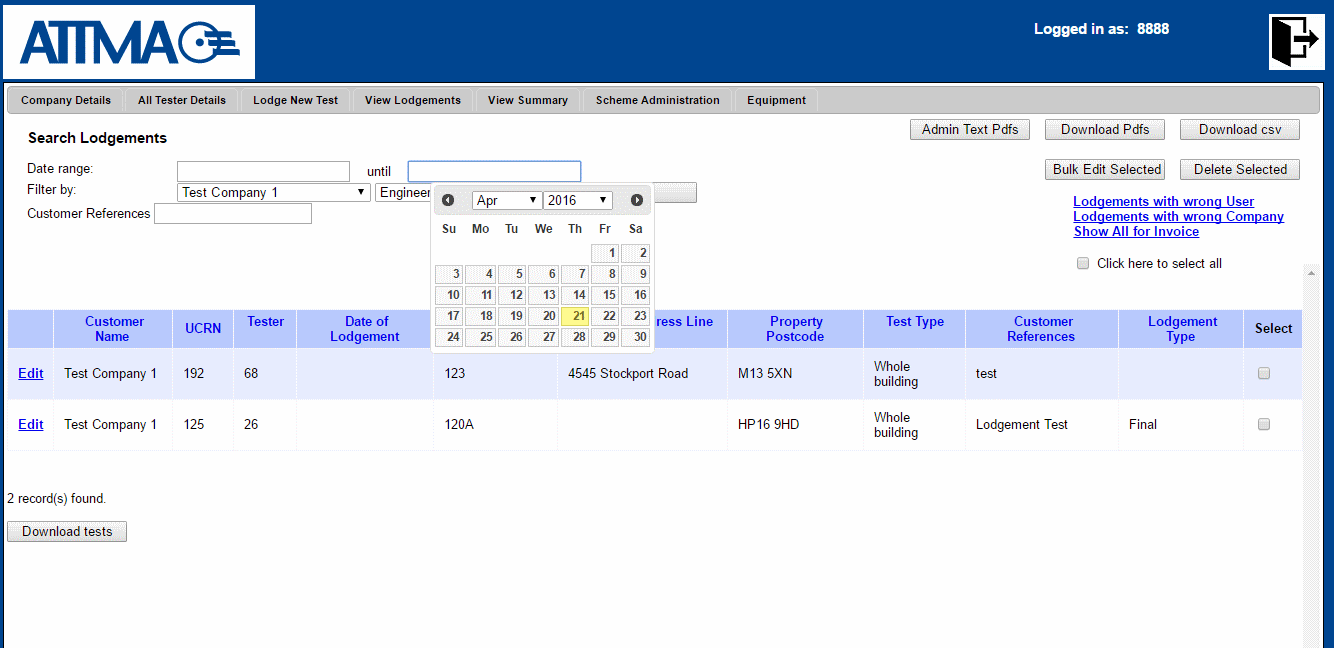 ATTMA
Logged in as: 8888
Company Details All Tester Details Lodge New Test View Lodgements View Summary Scheme Administration Equipment
Search Lodgements
Admin Text Pdfs Download Pdfs Download csv
Date range: until
Bulk Edit Selected Delete Selected
Filter by: Test Company 1 Engineer
Customer References
Lodgements with wrong User
Lodgements with wrong Company
Show All for Invoice
Click here to select all
Apr 2016
Su Mo Tu We Th Fr Sa
1 2
3 4 5 6 7 8 9
10 11 12 13 14 15 16
17 18 19 20 21 22 23
24 25 26 27 28 29 30
Customer Name UCRN Tester Date of Lodgement ress Line Property Postcode Test Type Customer References Lodgement Type Select
Edit Test Company 1 192 68 123 4545 Stockport Road M13 5XN Whole building test
Edit Test Company 1 125 26 120A HP16 9HD Whole building Lodgement Test Final
2 record(s) found.
Download tests